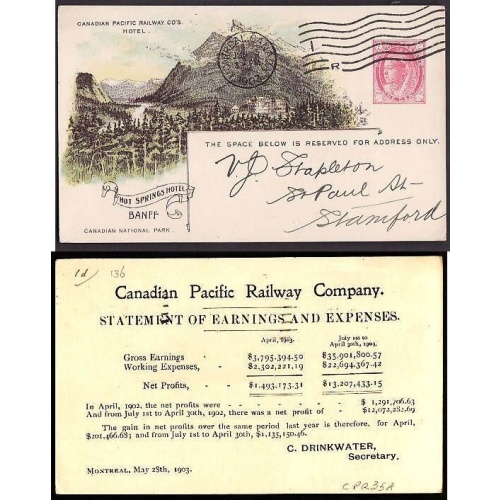 CANADIAN PACIFIC RAILWAY CO'S.
HOTEL.
THE SPACE BELOW IS RESERVED FOR ADDRESS ONLY.
V.J. Stapleton
St Paul St
Stamford
HOT SPRINGS HOTEL
BANFF
CANADIAN NATIONAL PARK
1d/ 136
Canadian Pacific Railway Company.
STATEMENT OF EARNINGS AND EXPENSES.
April, 1903. July 1st to
April 30th, 1903.
Gross Earnings $3,795,394.50 $35,901,800.57
Working Expenses, $2,302,221.19 $22,694,367.42
Net Profits, $1,493,173.31 $13,207,433.15
In April, 1902, the net profits were $ 1,291,706.63
And from July 1st to April 30th, 1902, there was a net profit of $12,072,282.69
The gain in net profits over the same period last year is therefore. for April,
$201,466.68; and from July 1st to April 30th, $1,135,150.46.
C. DRINKWATER,
Secretary.
MONTREAL, May 28th, 1903.
CPR35A